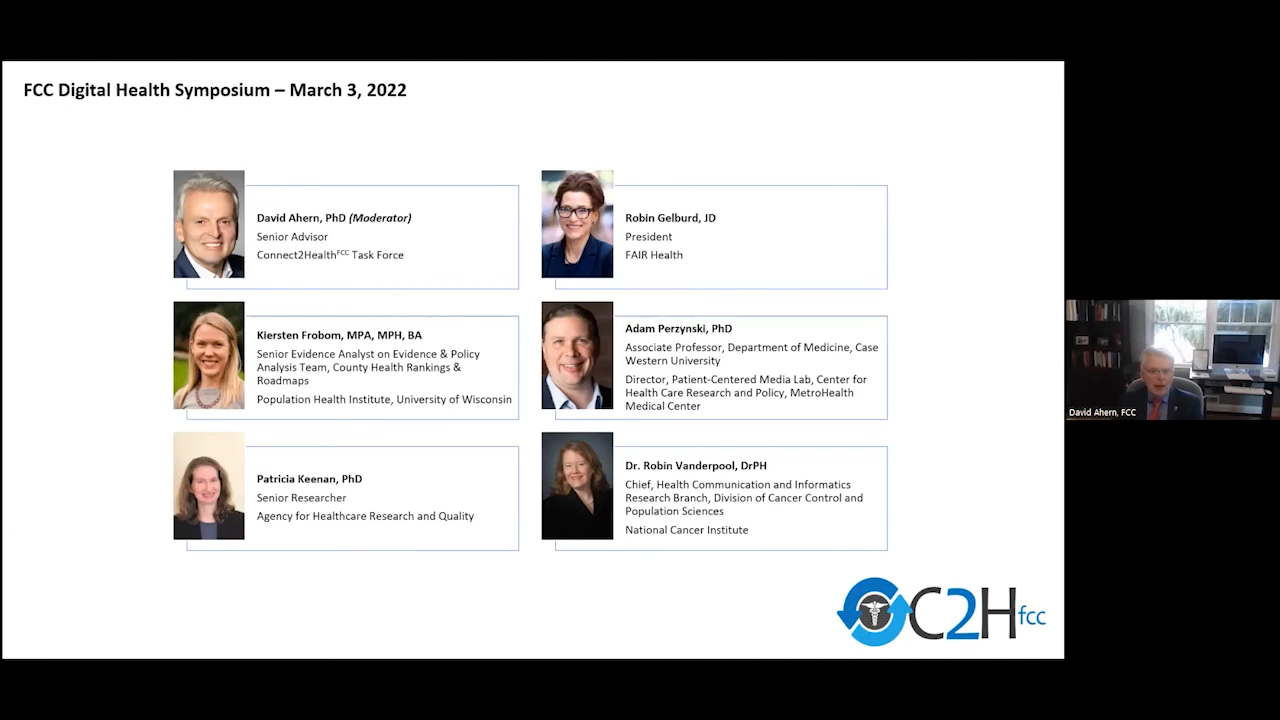 FCC Digital Health Symposium – March 3, 2022
David Ahern, PhD (Moderator)
Senior Advisor
Connect2HealthFCC Task Force
Robin Gelburd, JD
President
FAIR Health
Kiersten Frobom, MPA, MPH, BA
Senior Evidence Analyst on Evidence & Policy
Analysis Team, County Health Rankings &
Roadmaps
Population Health Institute, University of Wisconsin
Adam Perzynski, PhD
Associate Professor, Department of Medicine, Case
Western University
Director, Patient-Centered Media Lab, Center for
Health Care Research and Policy, MetroHealth
Medical Center
Patricia Keenan, PhD
Senior Researcher
Agency for Healthcare Research and Quality
Dr. Robin Vanderpool, DrPH
Chief, Health Communication and Informatics
Research Branch, Division of Cancer Control and
Population Sciences
National Cancer Institute
C2Hfcc
David Ahern, FCC